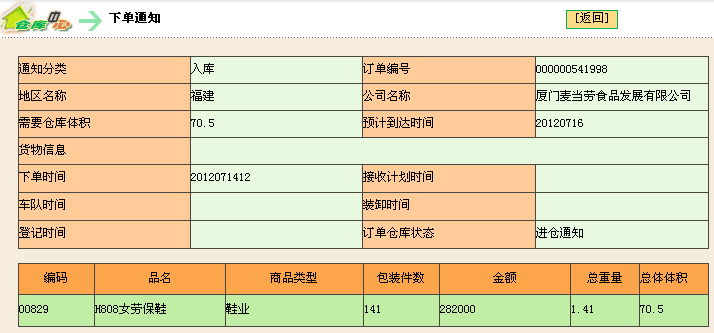 仓库中心 下单通知 [返回]
通知分类 入库 订单编号 000000541998
地区名称 福建 公司名称 厦门麦当劳食品发展有限公司
需要仓库体积 70.5 预计到达时间 20120716
货物信息
下单时间 2012071412 接收计划时间
车队时间 装卸时间
登记时间 订单仓库状态 进仓通知
编码 品名 商品类型 包装件数 金额 总重量 总体体积
00829 H808女劳保鞋 鞋业 141 282000 1.41 70.5